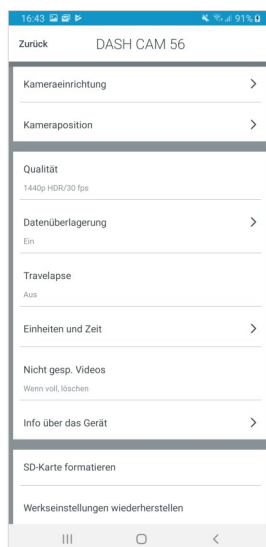 16:43 91%
Zurück DASH CAM 56
Kameraeinrichtung
Kameraposition
Qualität
1440p HDR/30 fps
Datenüberlagerung
Ein
Travelapse
Aus
Einheiten und Zeit
Nicht gesp. Videos
Wenn voll, löschen
Info über das Gerät
SD-Karte formatieren
Werkseinstellungen wiederherstellen